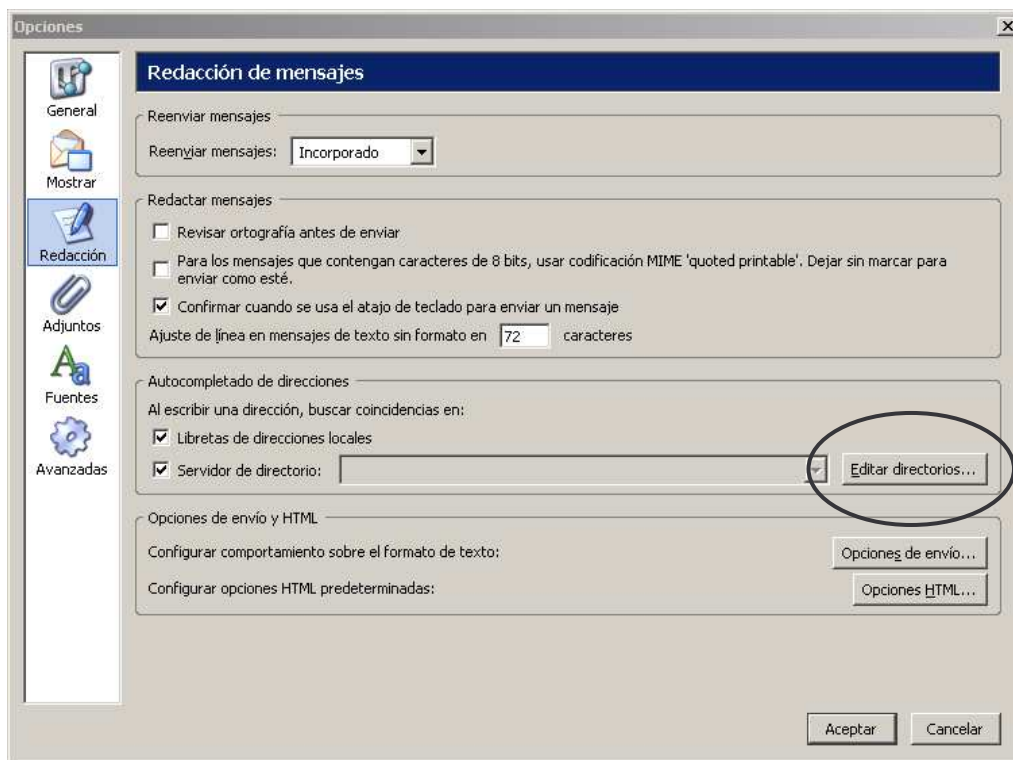 Opciones
General
Mostrar
Redacción
Adjuntos
Fuentes
Avanzadas
Redacción de mensajes
Reenviar mensajes
Reenviar mensajes: Incorporado
Redactar mensajes
Revisar ortografía antes de enviar
Para los mensajes que contengan caracteres de 8 bits, usar codificación MIME 'quoted printable'. Dejar sin marcar para
enviar como esté.
Confirmar cuando se usa el atajo de teclado para enviar un mensaje
Ajuste de línea en mensajes de texto sin formato en 72 caracteres
Autocompletado de direcciones
Al escribir una dirección, buscar coincidencias en:
Libretas de direcciones locales
Servidor de directorio: Editar directorios...
Opciones de envío y HTML
Configurar comportamiento sobre el formato de texto: Opciones de envío...
Configurar opciones HTML predeterminadas: Opciones HTML...
Aceptar Cancelar